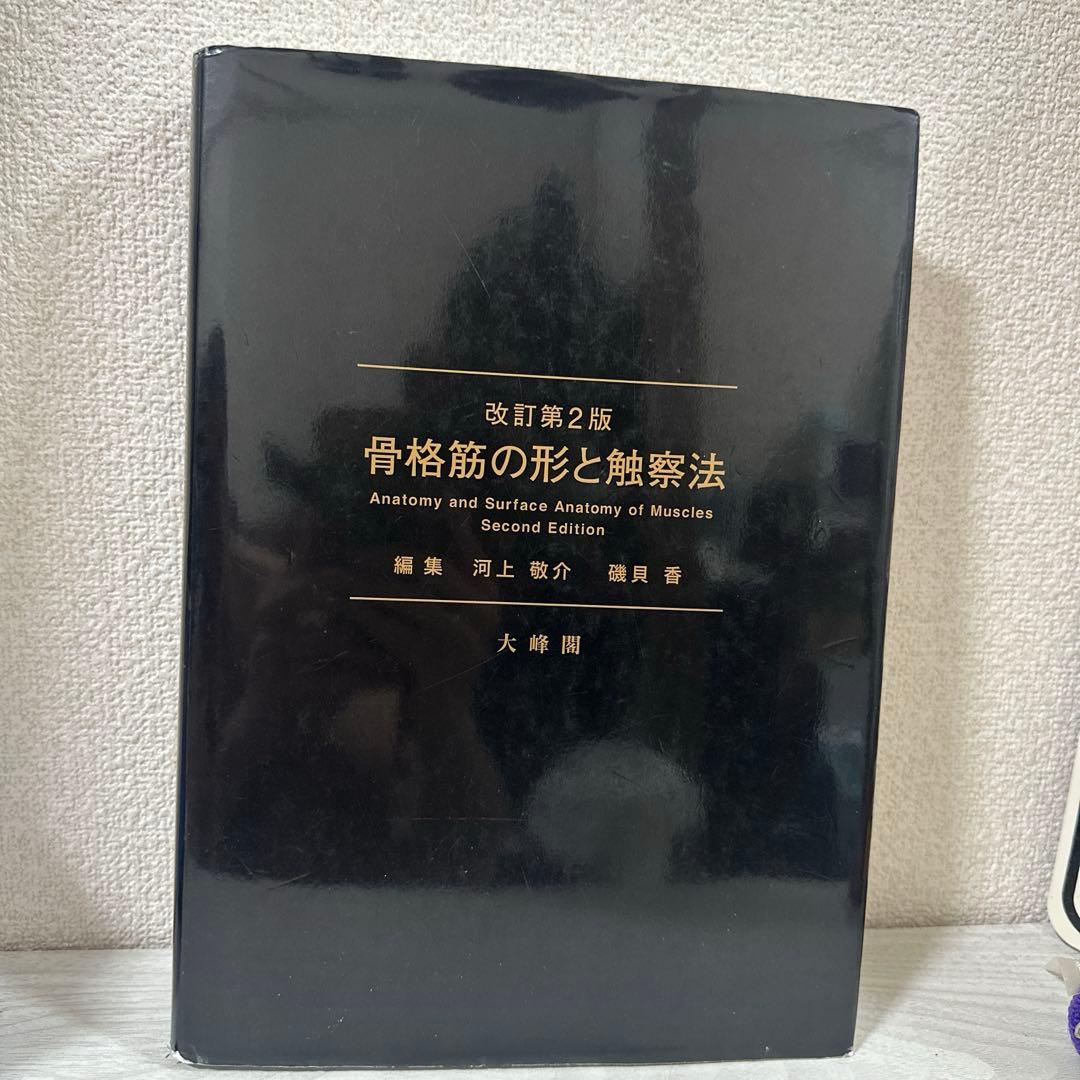 改訂第2版
骨格筋の形と触察法
Anatomy and Surface Anatomy of Muscles
Second Edition
編集 河上 敬介 磯貝 香
大峰閣